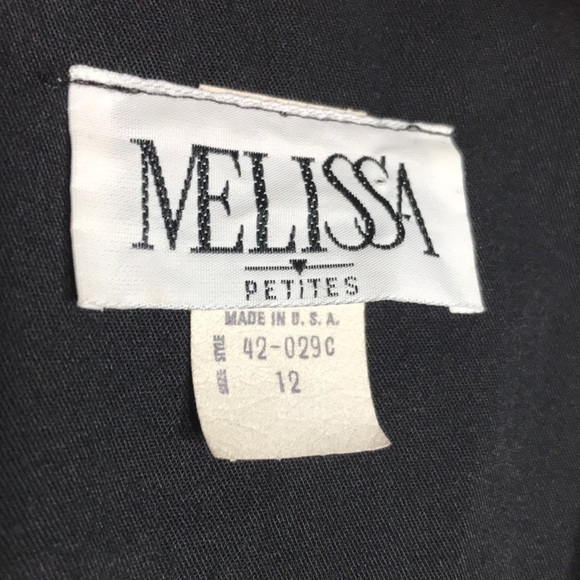 MELISSA
PETITES
MADE IN U.S.A.
STYLE 42-029C
SIZE 12